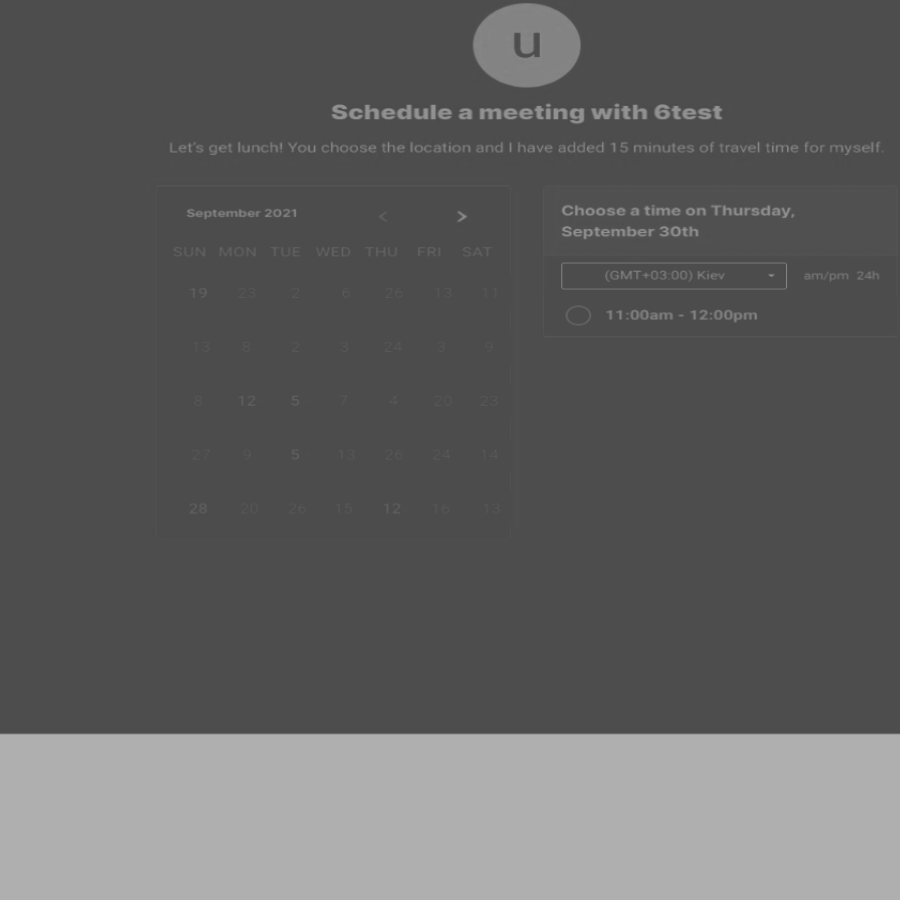 u
Schedule a meeting with 6test
Let's get lunch! You choose the location and I have added 15 minutes of travel time for myself.
September 2021 < >
SUN MON TUE WED THU FRI SAT
19 23 2 6 26 13 11
13 8 2 3 24 3 9
8 12 5 7 4 20 23
27 9 5 13 26 24 14
28 20 26 15 12 16 13
Choose a time on Thursday,
September 30th
(GMT+03:00) Kiev am/pm 24h
11:00am - 12:00pm